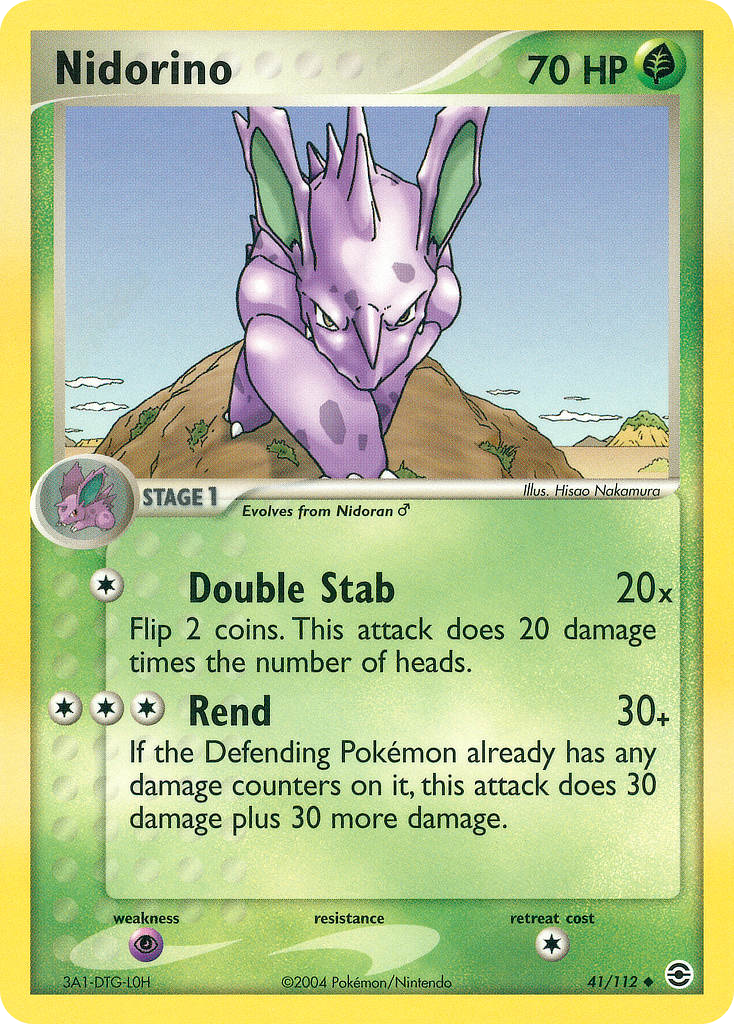 Nidorino
70 HP
Illus. Hisao Nakamura
STAGE 1
Evolves from Nidoran ♂
Double Stab 20x
Flip 2 coins. This attack does 20 damage
times the number of heads.
Rend 30+
If the Defending Pokémon already has any
damage counters on it, this attack does 30
damage plus 30 more damage.
weakness resistance retreat cost
3A1-DTG-L0H ©2004 Pokémon/Nintendo 41/112 ◆